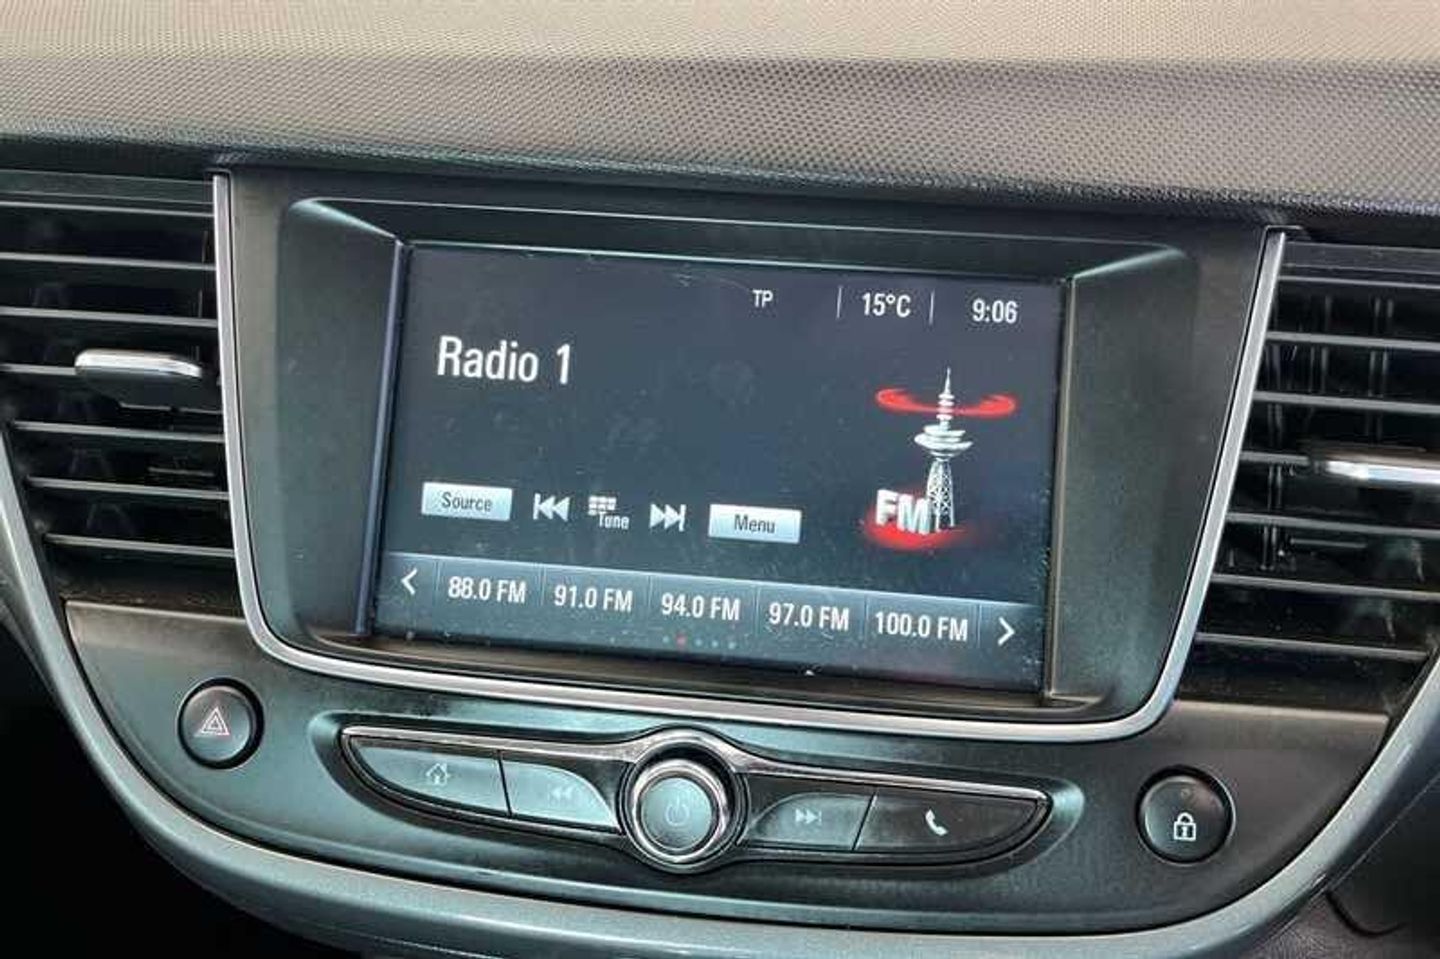 TP 15°C 9:06
Radio 1
Source Tune Menu
FM
88.0 FM 91.0 FM 94.0 FM 97.0 FM 100.0 FM